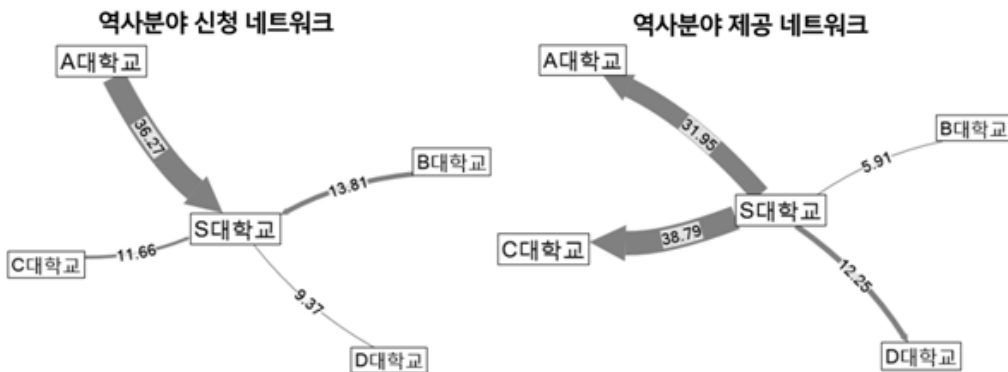 역사분야 신청 네트워크
A대학교
36.27
B대학교
13.81
S대학교
C대학교
11.66
9.37
D대학교
역사분야 제공 네트워크
A대학교
31.95
B대학교
5.91
S대학교
C대학교
38.79
12.25
D대학교